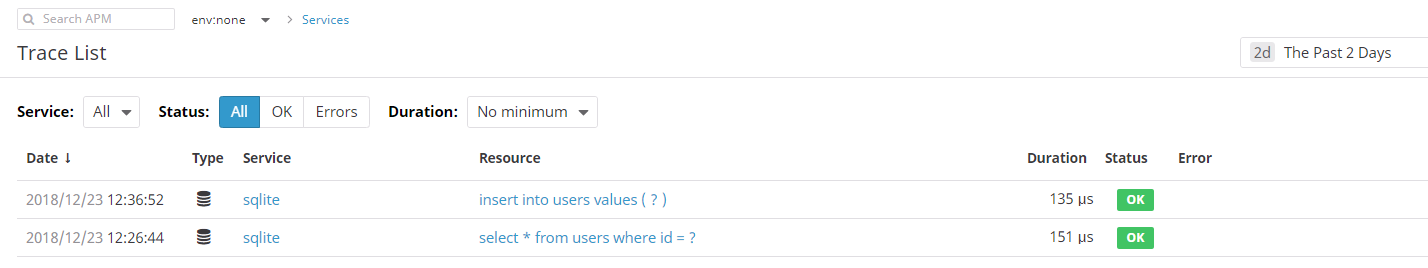 Search APM env:none > Services
Trace List 2d The Past 2 Days
Service: All Status: All OK Errors Duration: No minimum
Date ↓ Type Service Resource Duration Status Error
2018/12/23 12:36:52 sqlite insert into users values ( ? ) 135 µs OK
2018/12/23 12:26:44 sqlite select * from users where id = ? 151 µs OK